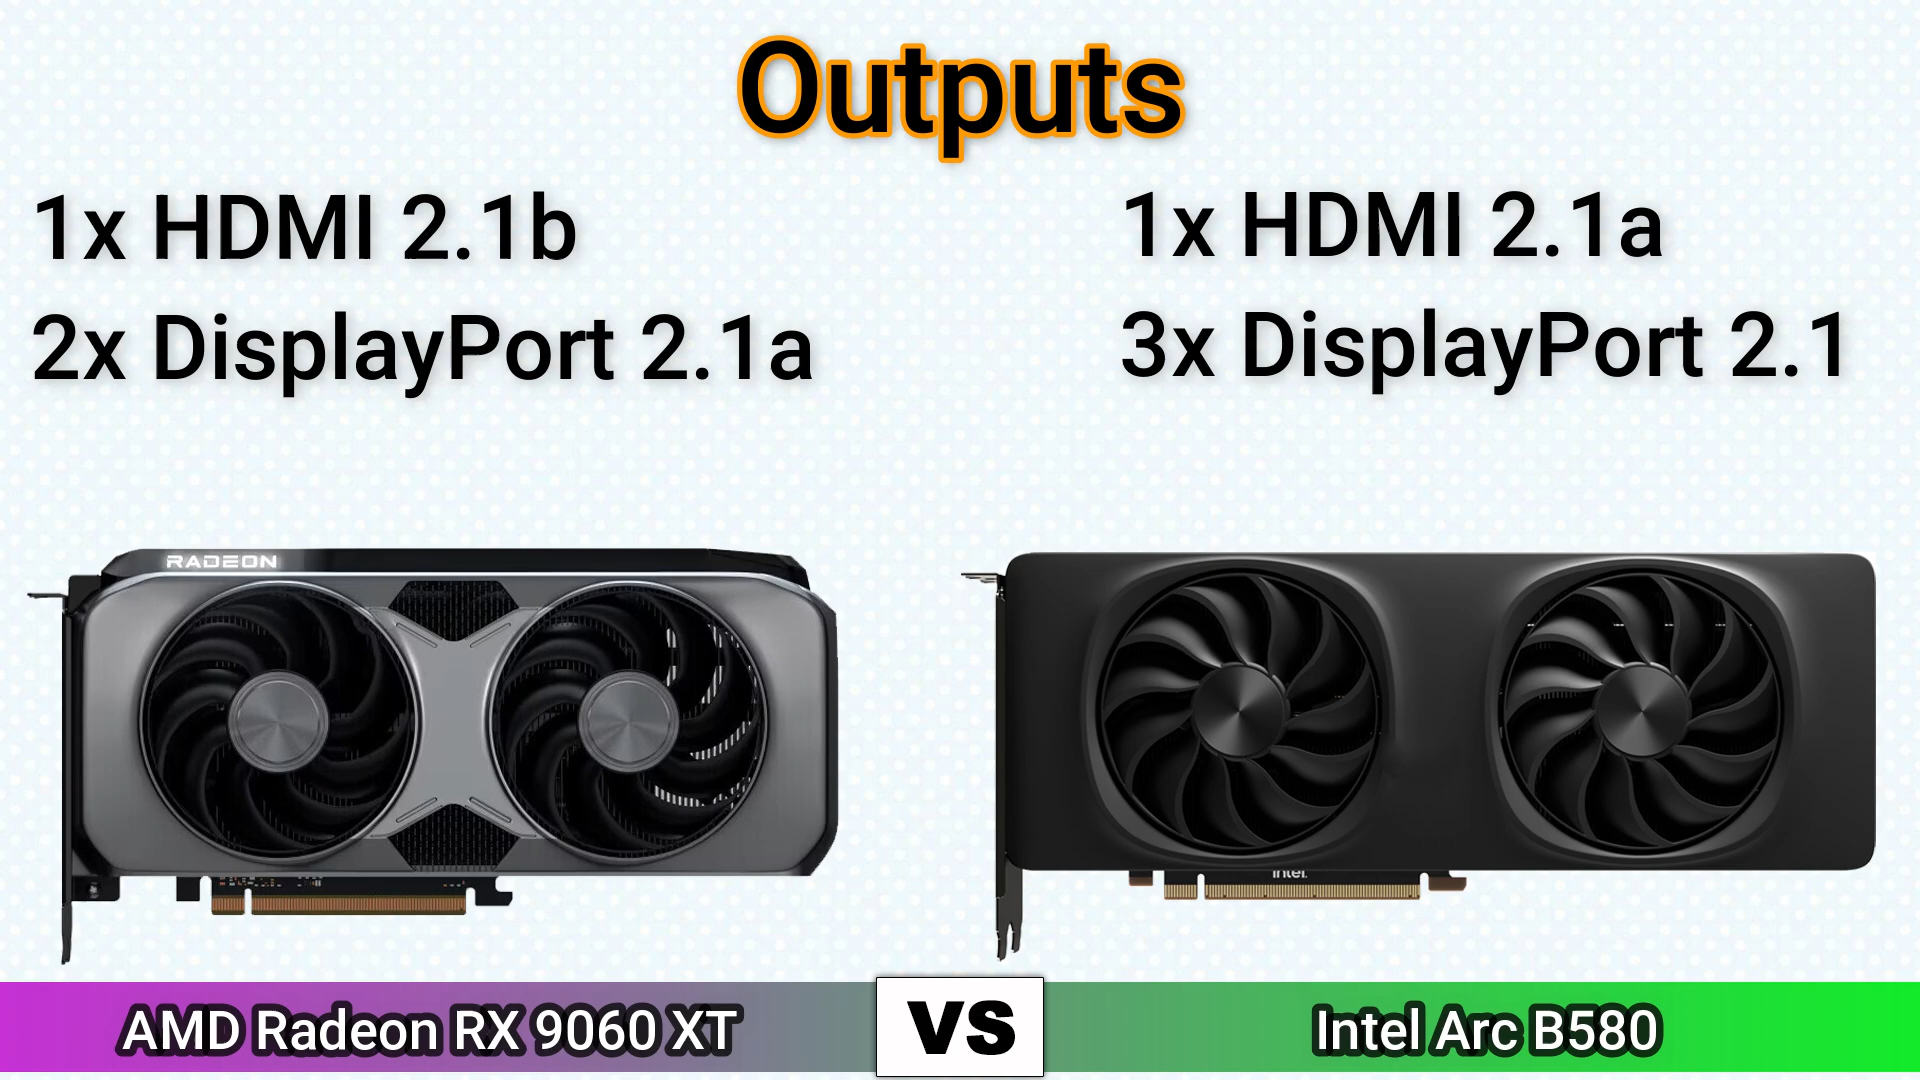 Outputs
1x HDMI 2.1b
2x DisplayPort 2.1a
1x HDMI 2.1a
3x DisplayPort 2.1
RADEON
intel.
AMD Radeon RX 9060 XT
VS
Intel Arc B580